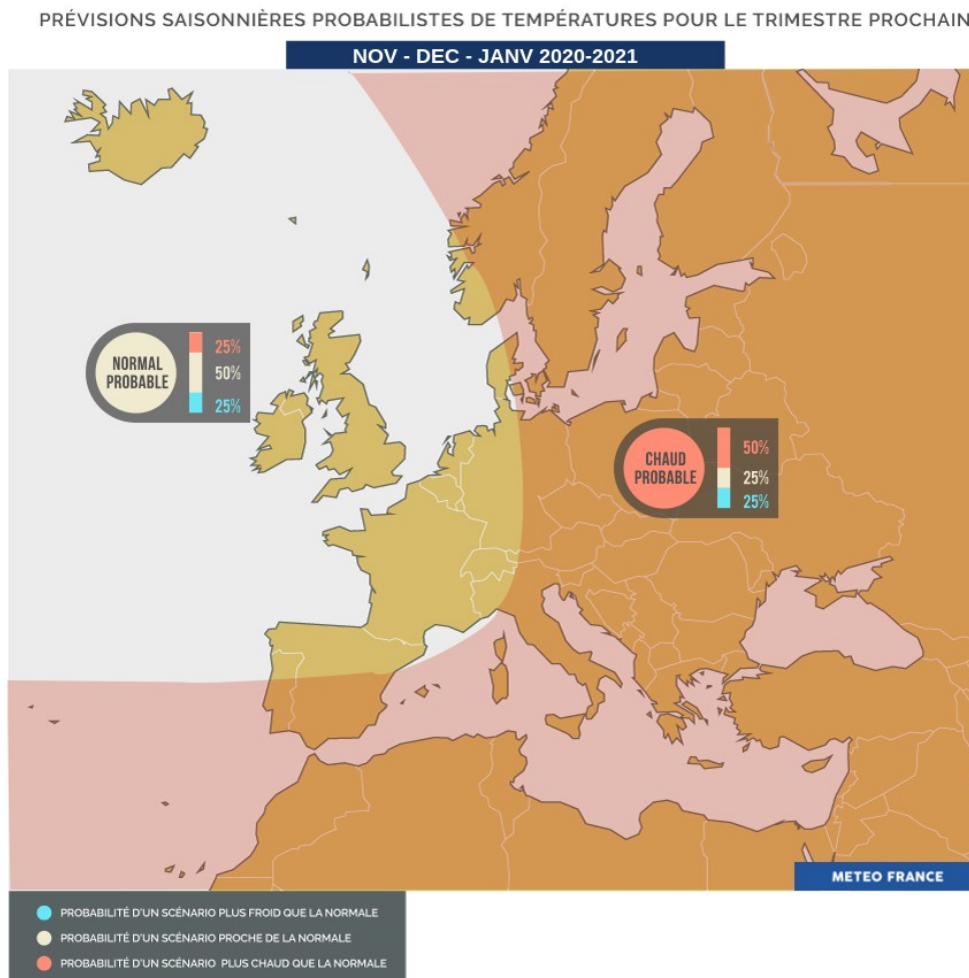 PRÉVISIONS SAISONNIÈRES PROBABILISTES DE TEMPÉRATURES POUR LE TRIMESTRE PROCHAIN
NOV - DEC - JANV 2020-2021
NORMAL
PROBABLE
25%
50%
25%
CHAUD
PROBABLE
50%
25%
25%
METEO FRANCE
PROBABILITÉ D'UN SCÉNARIO PLUS FROID QUE LA NORMALE
PROBABILITÉ D'UN SCÉNARIO PROCHE DE LA NORMALE
PROBABILITÉ D'UN SCÉNARIO PLUS CHAUD QUE LA NORMALE